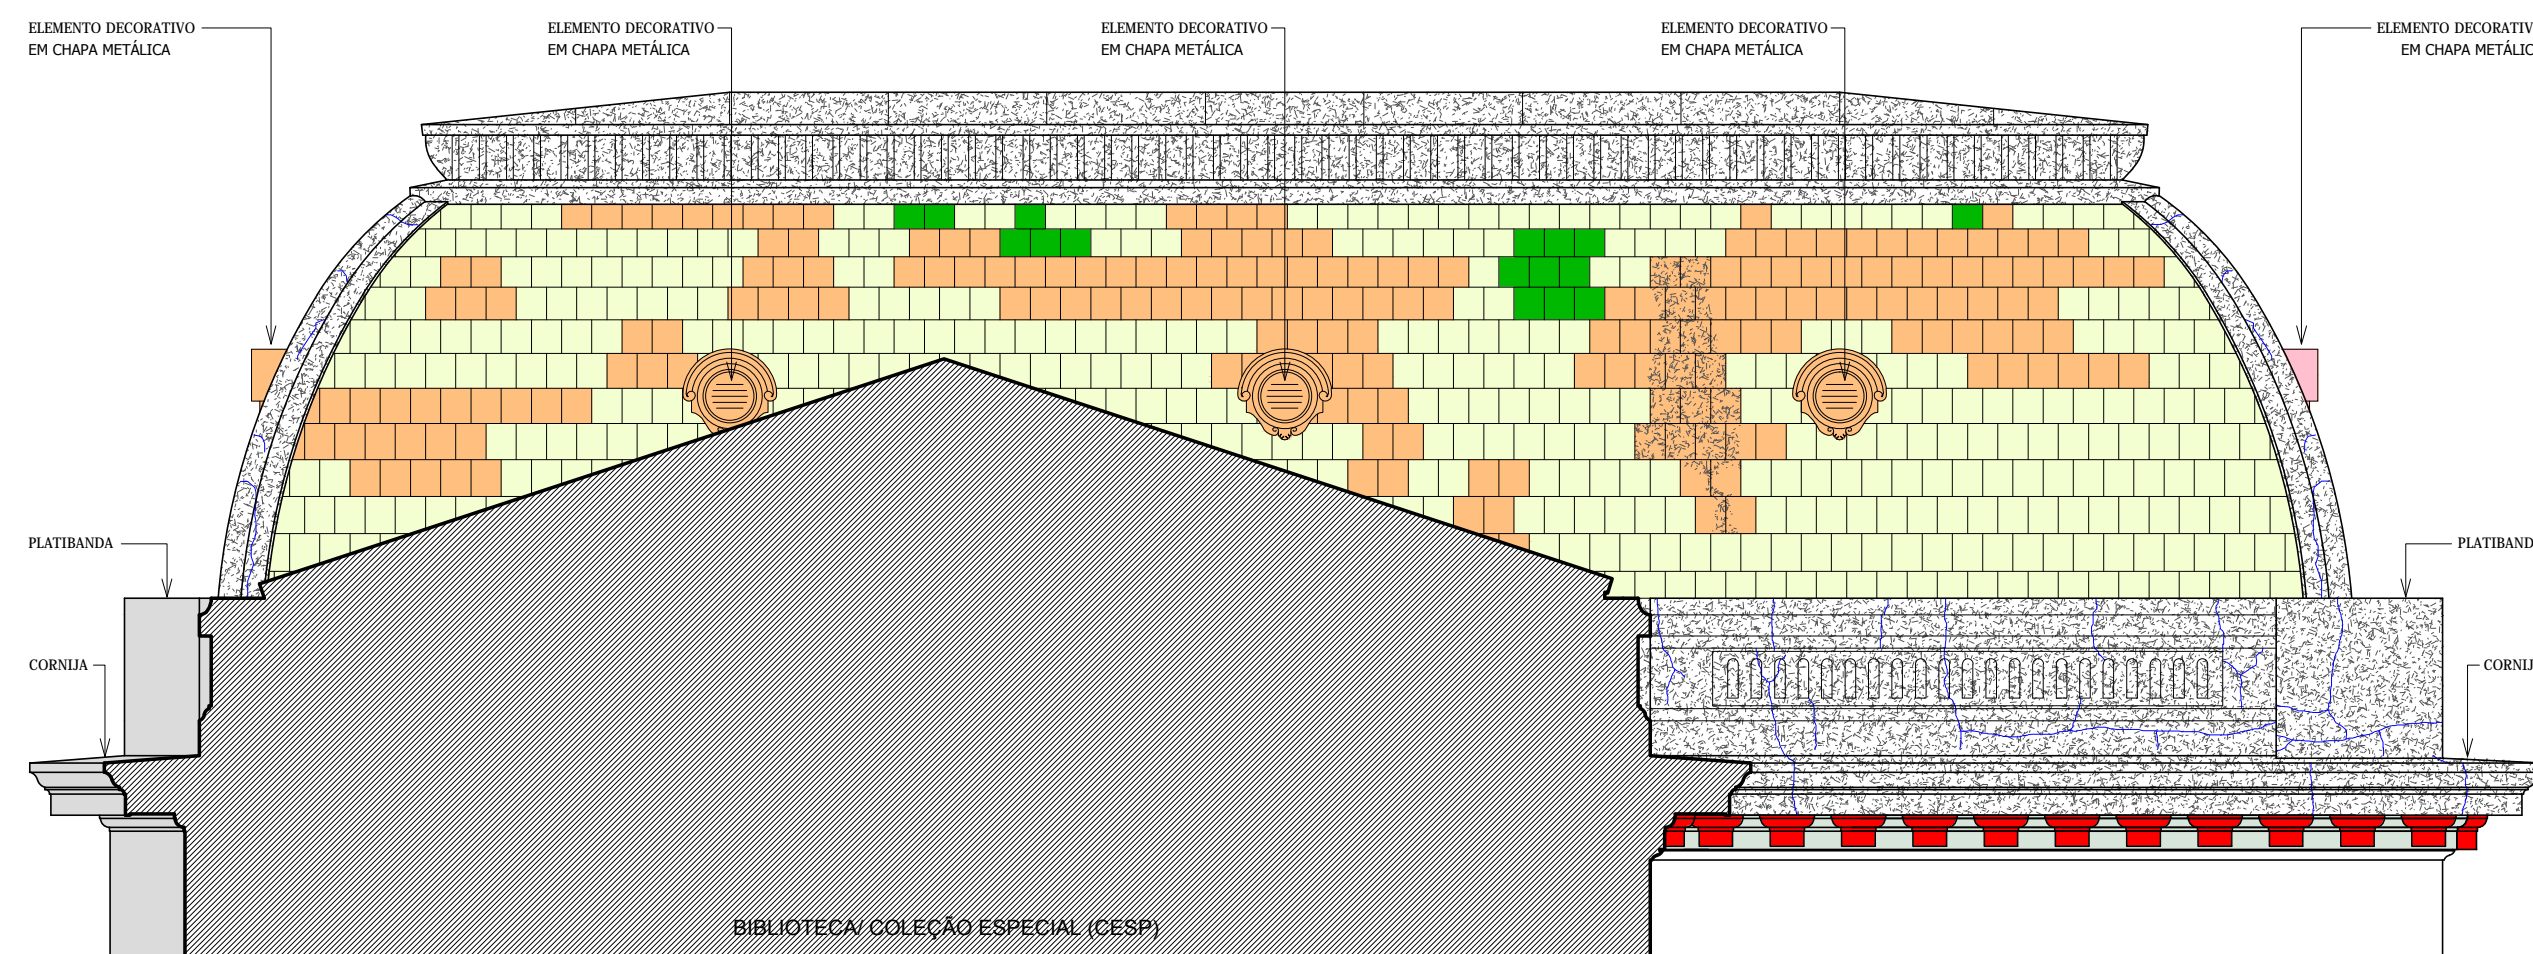 ELEMENTO DECORATIVO
EM CHAPA METÁLICA
ELEMENTO DECORATIVO
EM CHAPA METÁLICA
ELEMENTO DECORATIVO
EM CHAPA METÁLICA
ELEMENTO DECORATIVO
EM CHAPA METÁLICA
ELEMENTO DECORATIV
EM CHAPA METÁLIC
PLATIBANDA
PLATIBAND
CORNIJA
CORNIJ
BIBLIOTECA/ COLEÇÃO ESPECIAL (CESP)